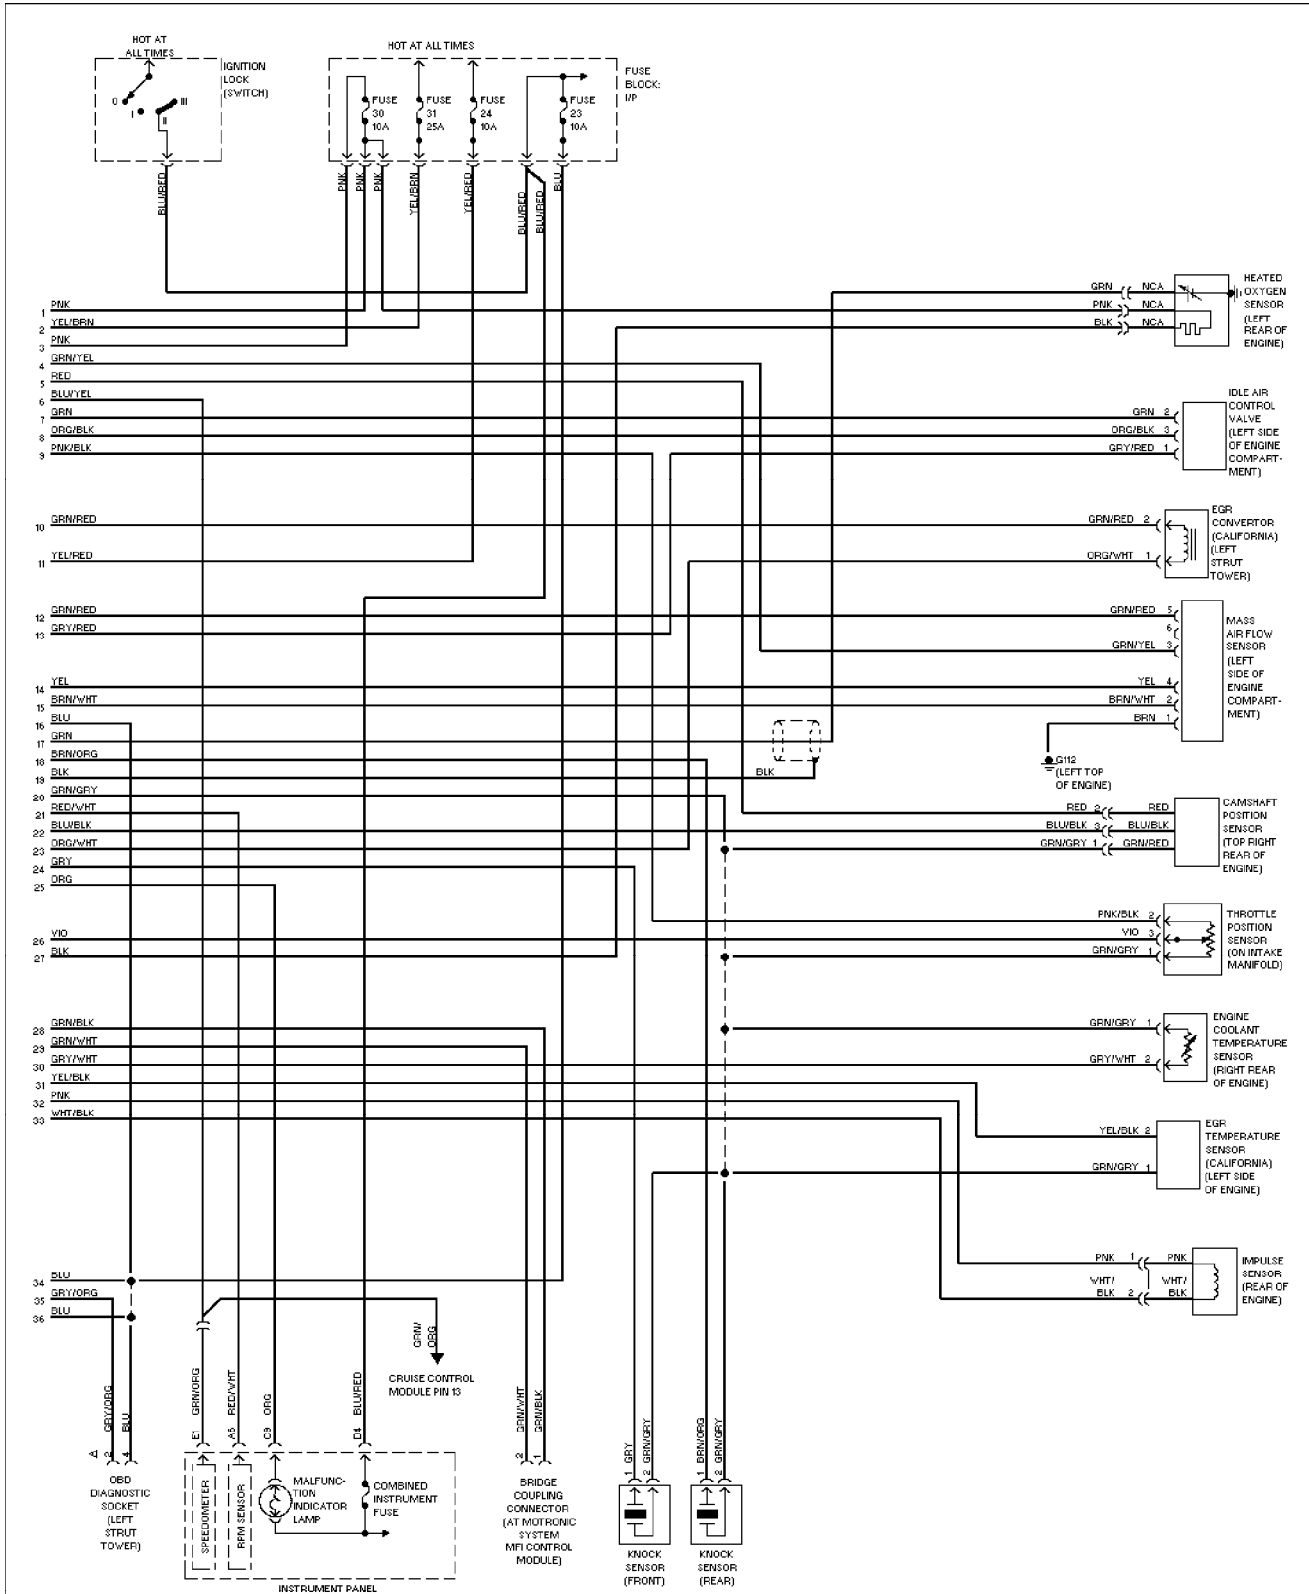 HOT AT
ALL TIMES
IGNITION
LOCK
(SWITCH)
0
I
II
III
HOT AT ALL TIMES
FUSE
BLOCK:
I/P
FUSE
30
10A
FUSE
31
25A
FUSE
24
10A
FUSE
23
10A
BLU/RED
PNK
PNK
PNK
YEL/BRN
YEL/RED
BLU/RED
BLU/RED
BLU
1 PNK
2 YEL/BRN
3 PNK
4 GRN/YEL
5 RED
6 BLU/YEL
7 GRN
8 ORG/BLK
9 PNK/BLK
10 GRN/RED
11 YEL/RED
12 GRN/RED
13 GRY/RED
14 YEL
15 BRN/WHT
16 BLU
17 GRN
18 BRN/ORG
19 BLK
20 GRN/GRY
21 RED/WHT
22 BLU/BLK
23 ORG/WHT
24 GRY
25 ORG
26 VIO
27 BLK
28 GRN/BLK
29 GRN/WHT
30 GRY/WHT
31 YEL/BLK
32 PNK
33 WHT/BLK
34 BLU
35 GRY/ORG
36 BLU
GRN NCA
PNK NCA
BLK NCA
HEATED
OXYGEN
SENSOR
(LEFT
REAR OF
ENGINE)
GRN 2
ORG/BLK 3
GRY/RED 1
IDLE AIR
CONTROL
VALVE
(LEFT SIDE
OF ENGINE
COMPART-
MENT)
GRN/RED 2
ORG/WHT 1
EGR
CONVERTOR
(CALIFORNIA)
(LEFT
STRUT
TOWER)
GRN/RED 5
6
GRN/YEL 3
YEL 4
BRN/WHT 2
BRN 1
MASS
AIR FLOW
SENSOR
(LEFT
SIDE OF
ENGINE
COMPART-
MENT)
G112
(LEFT TOP
OF ENGINE)
BLK
RED 2 RED
BLU/BLK 3 BLU/BLK
GRN/GRY 1 GRN/RED
CAMSHAFT
POSITION
SENSOR
(TOP RIGHT
REAR OF
ENGINE)
PNK/BLK 2
VIO 3
GRN/GRY 1
THROTTLE
POSITION
SENSOR
(ON INTAKE
MANIFOLD)
GRN/GRY 1
GRY/WHT 2
ENGINE
COOLANT
TEMPERATURE
SENSOR
(RIGHT REAR
OF ENGINE)
YEL/BLK 2
GRN/GRY 1
EGR
TEMPERATURE
SENSOR
(CALIFORNIA)
(LEFT SIDE
OF ENGINE)
PNK 1 PNK
WHT/ WHT/
BLK 2 BLK
IMPULSE
SENSOR
(REAR OF
ENGINE)
GRN/
ORG
CRUISE CONTROL
MODULE PIN 13
2 GRY/ORG
4 BLU
E1 GRN/ORG
A5 RED/WHT
C9 ORG
D4 BLU/RED
2 GRN/WHT
1 GRN/BLK
1 GRY
2 GRN/GRY
1 BRN/ORG
2 GRN/GRY
OBD
DIAGNOSTIC
SOCKET
(LEFT
STRUT
TOWER)
SPEEDOMETER
RPM SENSOR
MALFUNC-
TION
INDICATOR
LAMP
COMBINED
INSTRUMENT
FUSE
INSTRUMENT PANEL
BRIDGE
COUPLING
CONNECTOR
(AT MOTRONIC
SYSTEM
MFI CONTROL
MODULE)
KNOCK
SENSOR
(FRONT)
KNOCK
SENSOR
(REAR)